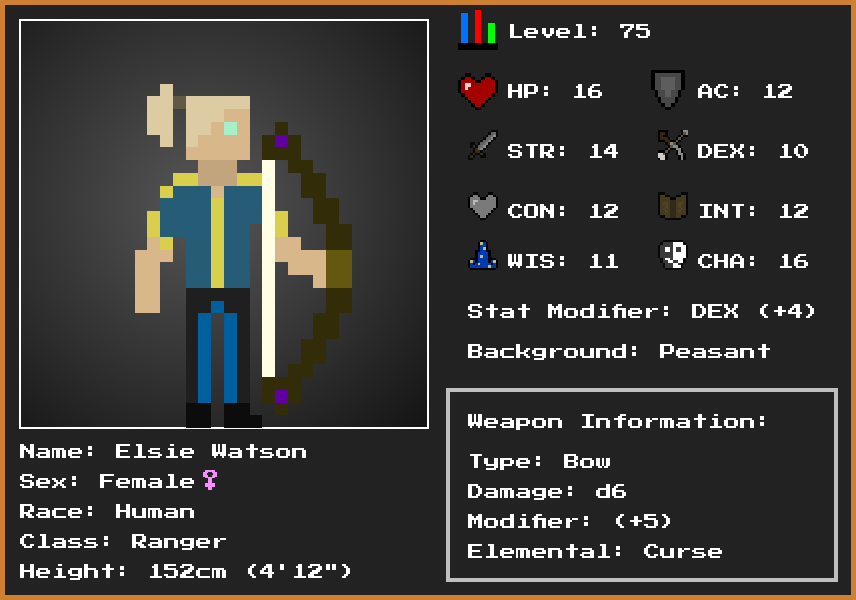 Level: 75
HP: 16 AC: 12
STR: 14 DEX: 10
CON: 12 INT: 12
WIS: 11 CHA: 16
Stat Modifier: DEX (+4)
Background: Peasant
Weapon Information:
Type: Bow
Damage: d6
Modifier: (+5)
Elemental: Curse
Name: Elsie Watson
Sex: Female♀
Race: Human
Class: Ranger
Height: 152cm (4'12")